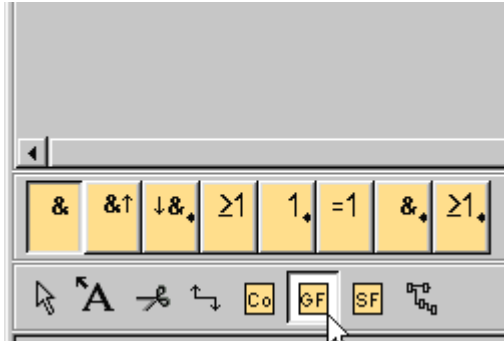 & &↑ ↓& ≥1 1 =1 & ≥1
A Co GF SF